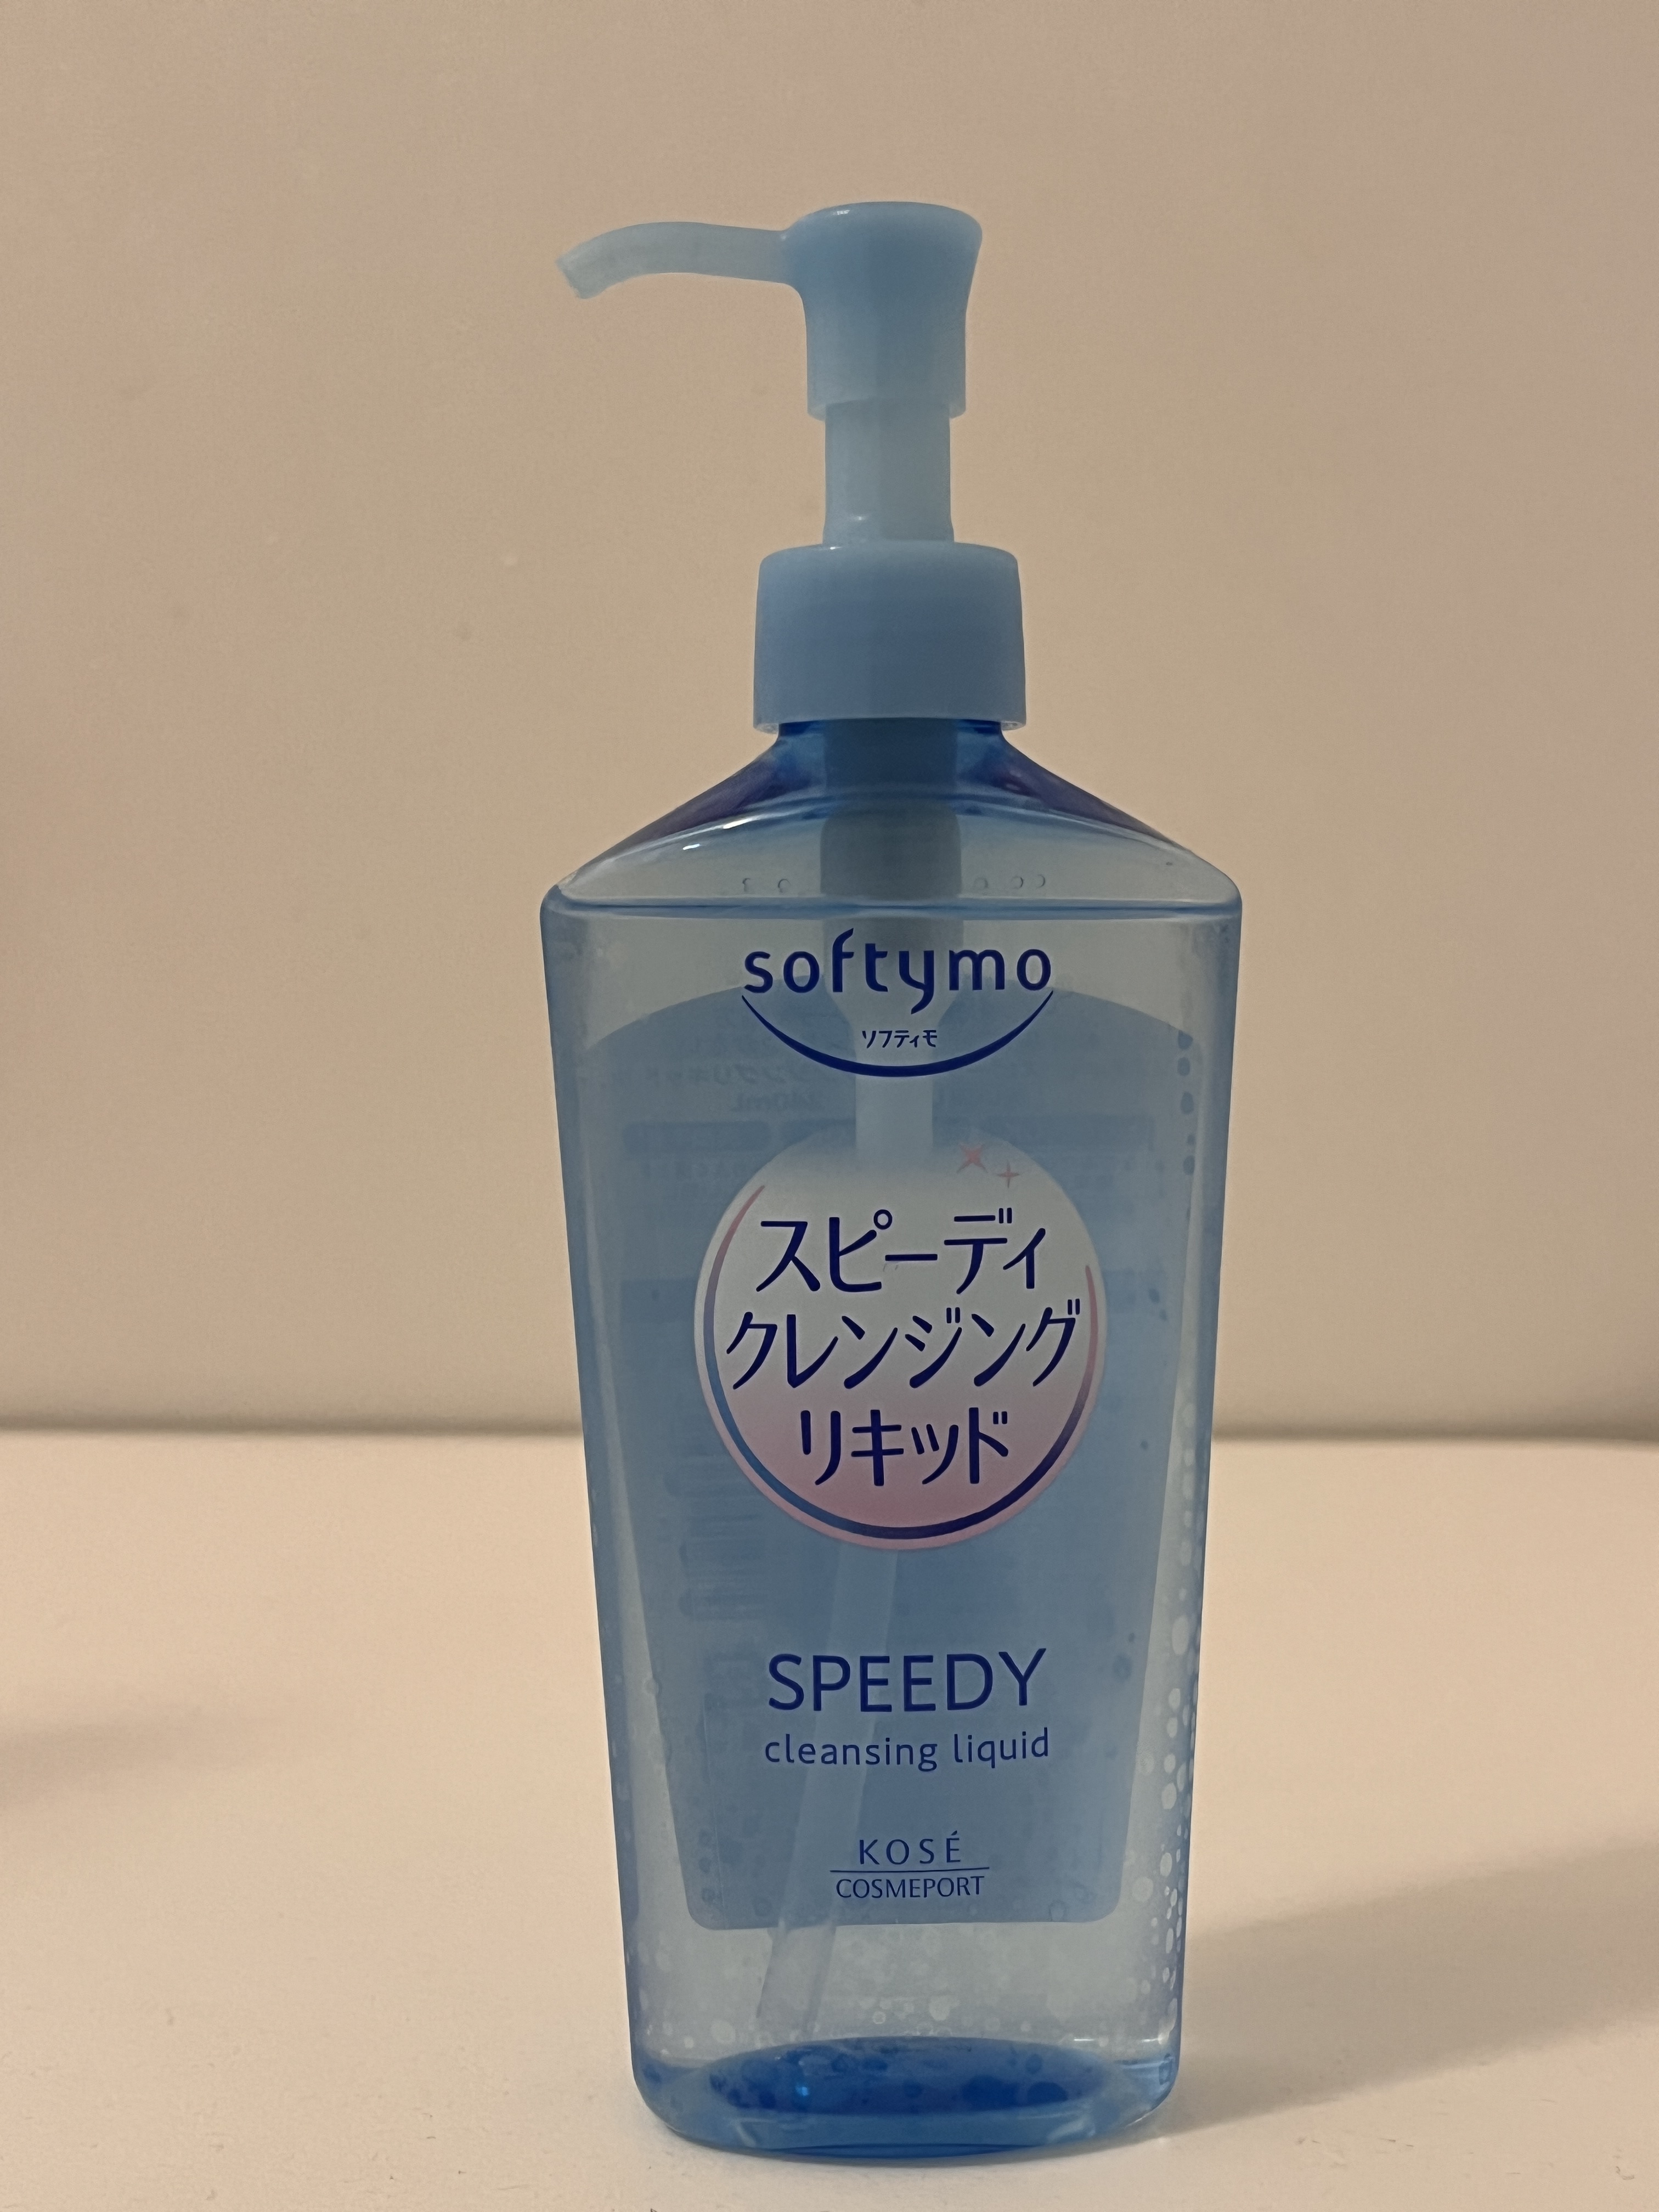 softymo
ソフティモ
スピーディ
クレンジング
リキッド
SPEEDY
cleansing liquid
KOSÉ
COSMEPORT